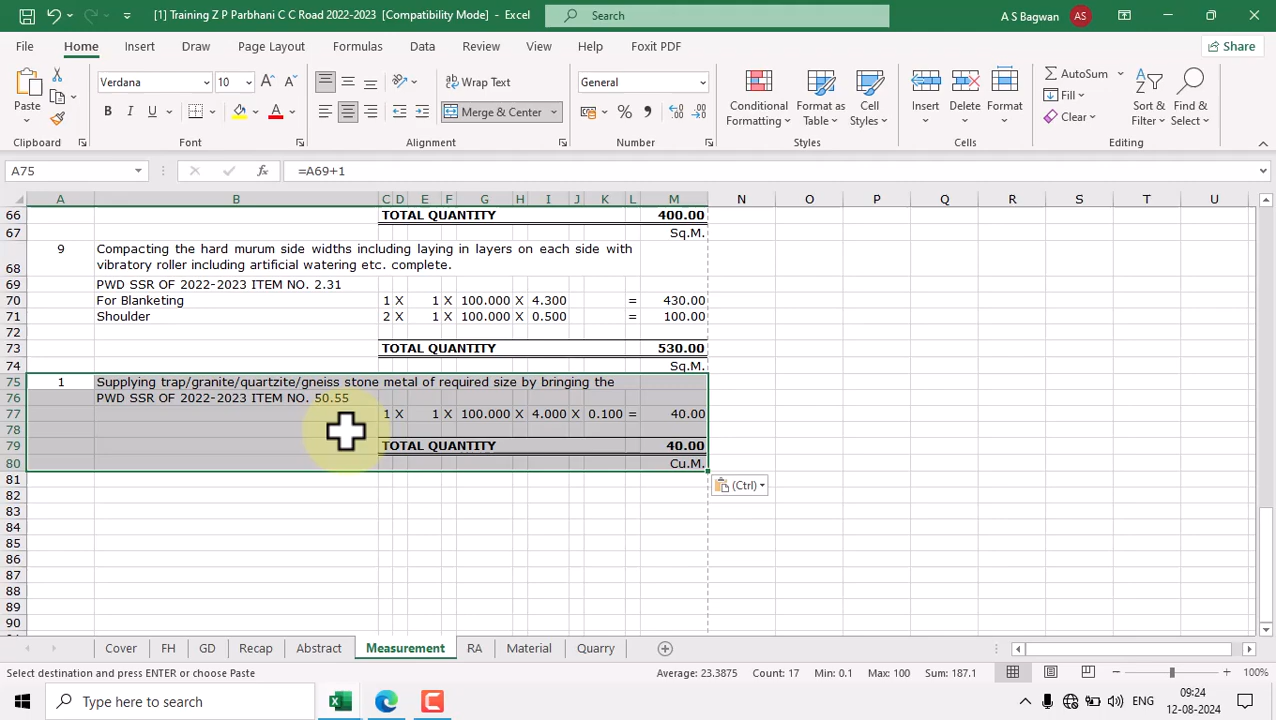 [1] Training Z P Parbhani C C Road 2022-2023 [Compatibility Mode] - Excel
Search
A S Bagwan AS
File Home Insert Draw Page Layout Formulas Data Review View Help Foxit PDF Share
Paste
Clipboard
Verdana 10
B I U
Font
Wrap Text
Merge & Center
Alignment
General
Number
Conditional Formatting
Format as Table
Cell Styles
Styles
Insert Delete Format
Cells
AutoSum
Fill
Clear
Sort & Filter
Find & Select
Editing
A75 fx =A69+1
A B C D E F G H I J K L M N O P Q R S T U
66 TOTAL QUANTITY 400.00
67 Sq.M.
68 9 Compacting the hard murum side widths including laying in layers on each side with
vibratory roller including artificial watering etc. complete.
69 PWD SSR OF 2022-2023 ITEM NO. 2.31
70 For Blanketing 1 X 1 X 100.000 X 4.300 = 430.00
71 Shoulder 2 X 1 X 100.000 X 0.500 = 100.00
72
73 TOTAL QUANTITY 530.00
74 Sq.M.
75 1 Supplying trap/granite/quartzite/gneiss stone metal of required size by bringing the
76 PWD SSR OF 2022-2023 ITEM NO. 50.55
77 1 X 1 X 100.000 X 4.000 X 0.100 = 40.00
78
79 TOTAL QUANTITY 40.00
80 Cu.M.
81 (Ctrl)
82
83
84
85
86
87
88
89
90
Cover FH GD Recap Abstract Measurement RA Material Quarry
Select destination and press ENTER or choose Paste Average: 23.3875 Count: 17 Min: 0.1 Max: 100 Sum: 187.1 100%
Type here to search
ENG
09:24
12-08-2024